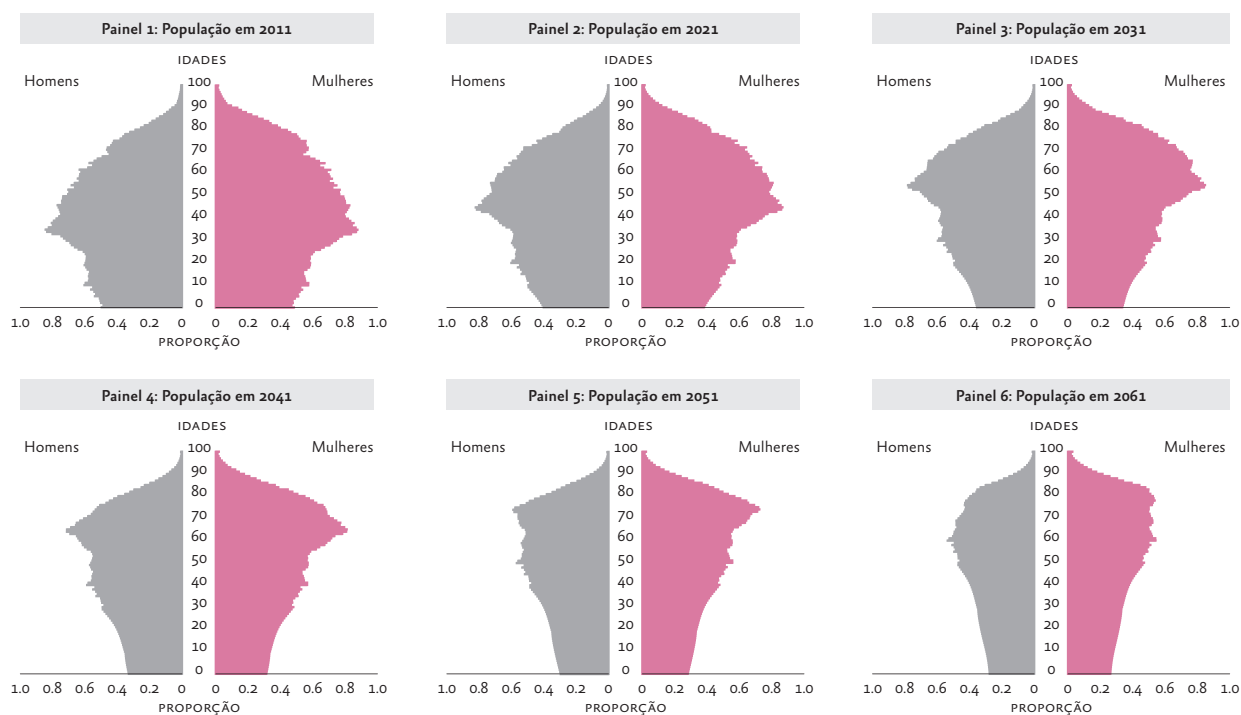 Painel 1: População em 2011
IDADES
Homens
Mulheres
100
90
80
70
60
50
40
30
20
10
0
1.0 0.8 0.6 0.4 0.2 0
0 0.2 0.4 0.6 0.8 1.0
PROPORÇÃO
Painel 2: População em 2021
IDADES
Homens
Mulheres
100
90
80
70
60
50
40
30
20
10
0
1.0 0.8 0.6 0.4 0.2 0
0 0.2 0.4 0.6 0.8 1.0
PROPORÇÃO
Painel 3: População em 2031
IDADES
Homens
Mulheres
100
90
80
70
60
50
40
30
20
10
0
1.0 0.8 0.6 0.4 0.2 0
0 0.2 0.4 0.6 0.8 1.0
PROPORÇÃO
Painel 4: População em 2041
IDADES
Homens
Mulheres
100
90
80
70
60
50
40
30
20
10
0
1.0 0.8 0.6 0.4 0.2 0
0 0.2 0.4 0.6 0.8 1.0
PROPORÇÃO
Painel 5: População em 2051
IDADES
Homens
Mulheres
100
90
80
70
60
50
40
30
20
10
0
1.0 0.8 0.6 0.4 0.2 0
0 0.2 0.4 0.6 0.8 1.0
PROPORÇÃO
Painel 6: População em 2061
IDADES
Homens
Mulheres
100
90
80
70
60
50
40
30
20
10
0
1.0 0.8 0.6 0.4 0.2 0
0 0.2 0.4 0.6 0.8 1.0
PROPORÇÃO